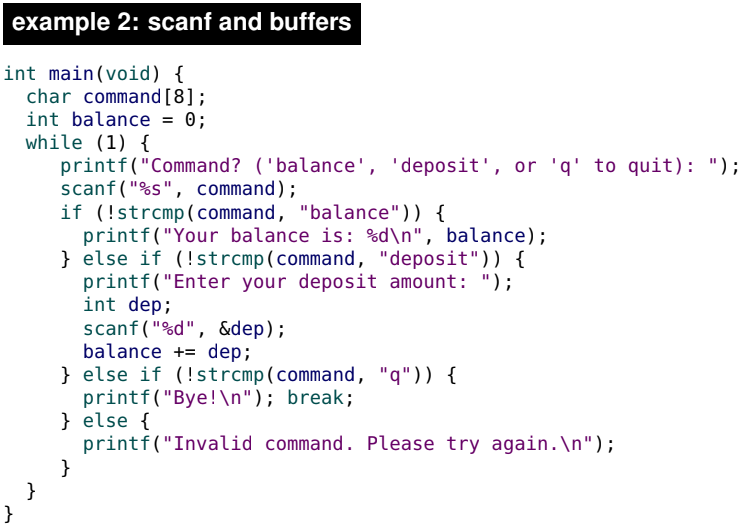 example 2: scanf and buffers
int main(void) {
  char command[8];
  int balance = 0;
  while (1) {
     printf("Command? ('balance', 'deposit', or 'q' to quit): ");
     scanf("%s", command);
     if (!strcmp(command, "balance")) {
       printf("Your balance is: %d\n", balance);
     } else if (!strcmp(command, "deposit")) {
       printf("Enter your deposit amount: ");
       int dep;
       scanf("%d", &dep);
       balance += dep;
     } else if (!strcmp(command, "q")) {
       printf("Bye!\n"); break;
     } else {
       printf("Invalid command. Please try again.\n");
     }
  }
}